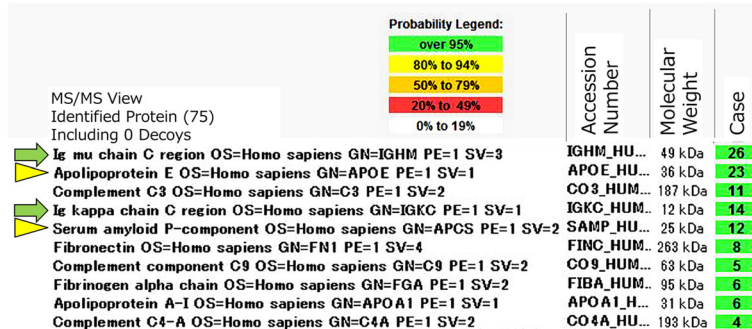 Probability Legend:
over 95%
80% to 94%
50% to 79%
20% to 49%
0% to 19%
MS/MS View
Identified Protein (75)
Including 0 Decoys
Accession Number
Molecular Weight
Case
Ig mu chain C region OS=Homo sapiens GN=IGHM PE=1 SV=3 IGHM_HU... 49 kDa 26
Apolipoprotein E OS=Homo sapiens GN=APOE PE=1 SV=1 APOE_HU... 36 kDa 23
Complement C3 OS=Homo sapiens GN=C3 PE=1 SV=2 CO3_HUM... 187 kDa 11
Ig kappa chain C region OS=Homo sapiens GN=IGKC PE=1 SV=1 IGKC_HUM.. 12 kDa 14
Serum amyloid P-component OS=Homo sapiens GN=APCS PE=1 SV=2 SAMP_HU... 25 kDa 12
Fibronectin OS=Homo sapiens GN=FN1 PE=1 SV=4 FINC_HUM... 263 kDa 8
Complement component C9 OS=Homo sapiens GN=C9 PE=1 SV=2 CO9_HUM... 63 kDa 5
Fibrinogen alpha chain OS=Homo sapiens GN=FGA PE=1 SV=2 FIBA_HUM.. 95 kDa 6
Apolipoprotein A-I OS=Homo sapiens GN=APOA1 PE=1 SV=1 APOA1_H... 31 kDa 6
Complement C4-A OS=Homo sapiens GN=C4A PE=1 SV=2 CO4A_HU... 193 kDa 4